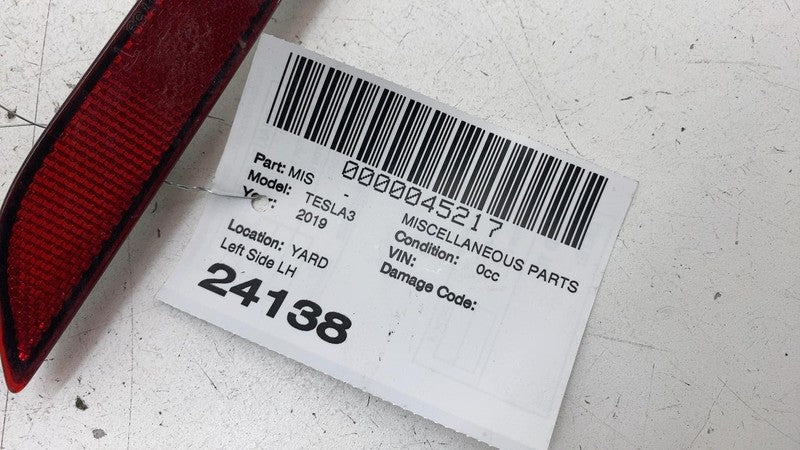 0000045217
Part: MIS - MISCELLANEOUS PARTS
Model: TESLA3 Condition: 0cc
Year: 2019 VIN:
Damage Code:
Location: YARD
Left Side LH
24138